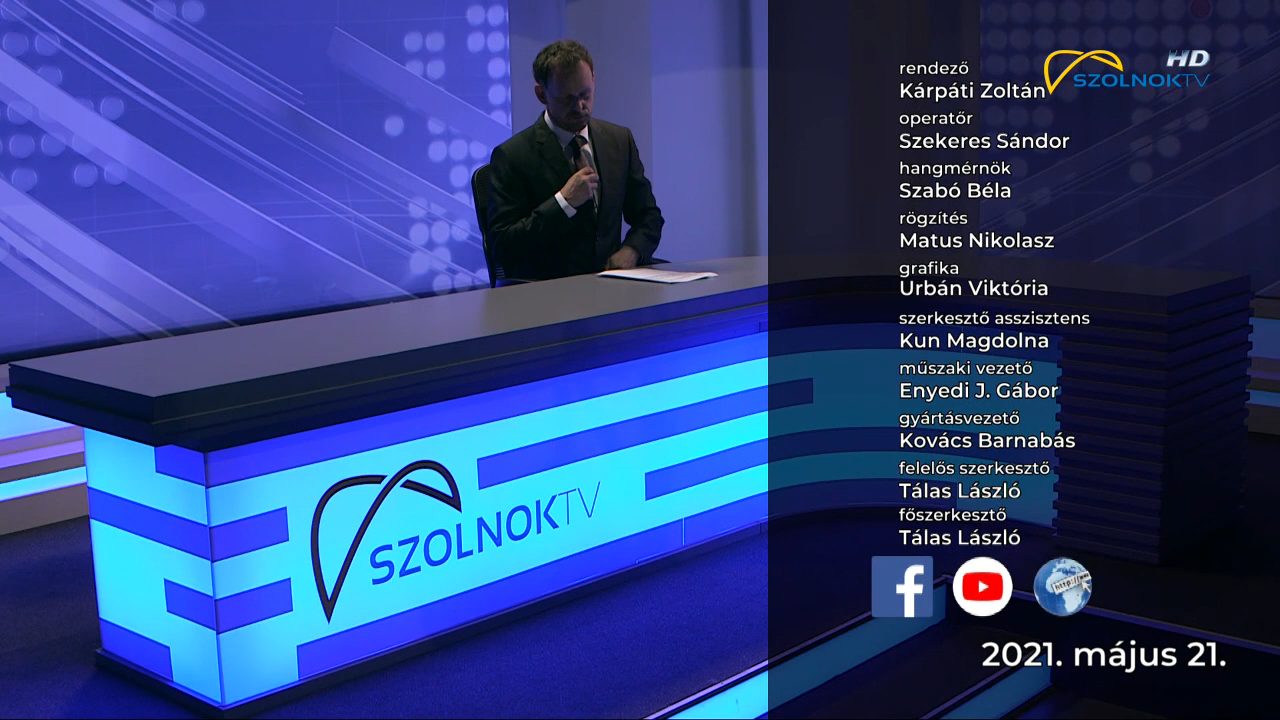 HD
SZOLNOKTV
rendező
Kárpáti Zoltán
operatőr
Szekeres Sándor
hangmérnök
Szabó Béla
rögzítés
Matus Nikolasz
grafika
Urbán Viktória
szerkesztő asszisztens
Kun Magdolna
műszaki vezető
Enyedi J. Gábor
gyártásvezető
Kovács Barnabás
felelős szerkesztő
Tálas László
főszerkesztő
Tálas László
SZOLNOKTV
2021. május 21.